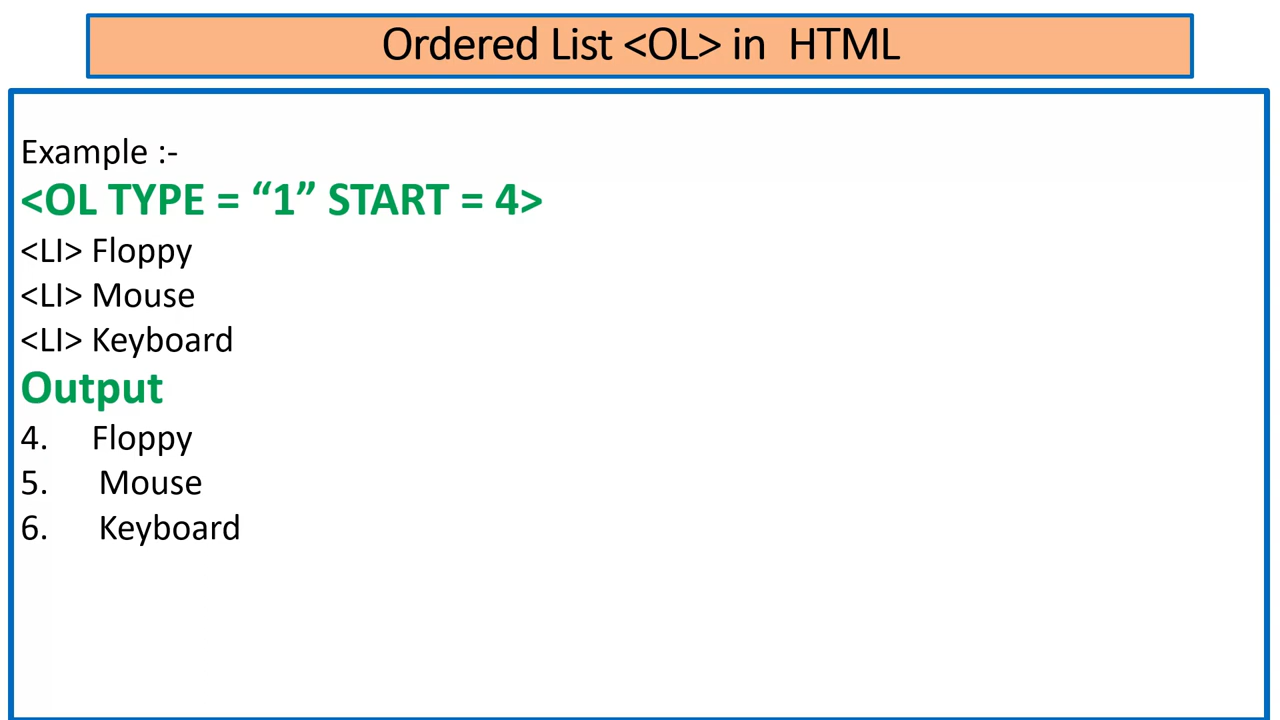 Ordered List <OL> in  HTML
Example :-
<OL TYPE = “1” START = 4>
<LI> Floppy
<LI> Mouse
<LI> Keyboard
Output
4. Floppy
5. Mouse
6. Keyboard